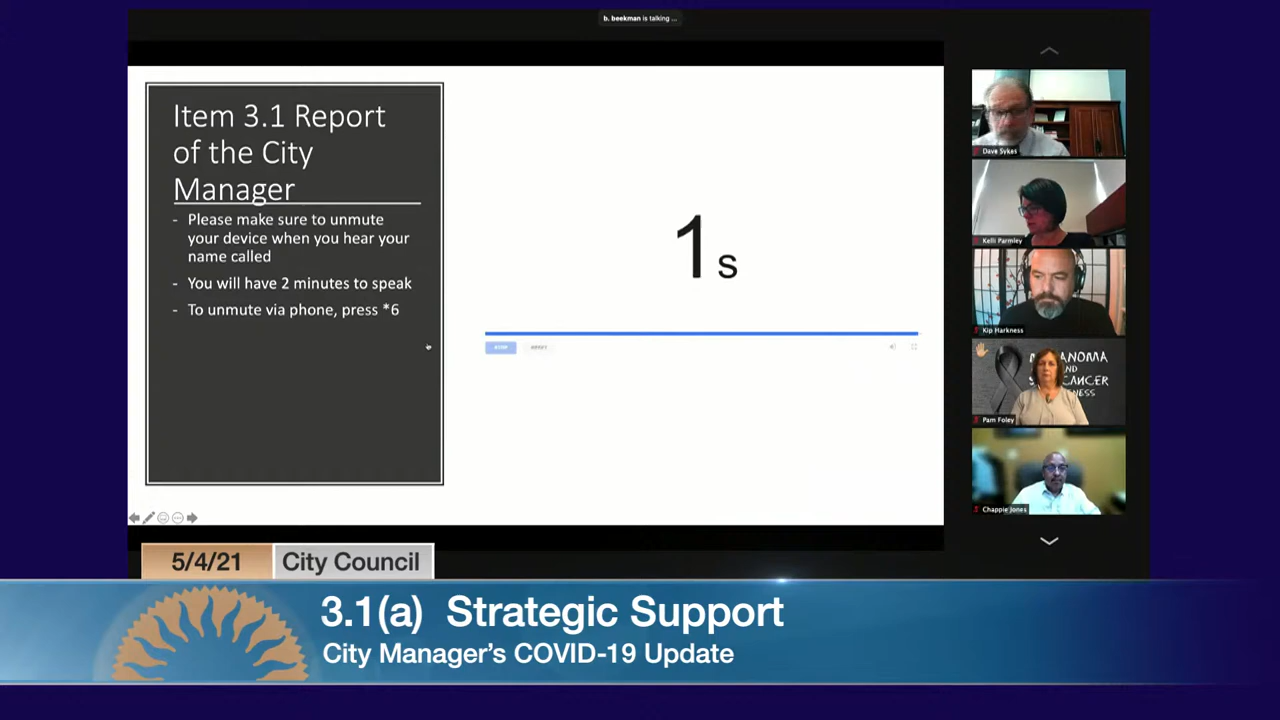 b. beekman is talking ...
Item 3.1 Report
of the City
Manager
- Please make sure to unmute
your device when you hear your
name called
- You will have 2 minutes to speak
- To unmute via phone, press *6
1 s
Dave Sykes
Kelli Parmley
Kip Harkness
Pam Foley
Chappie Jones
5/4/21
City Council
3.1(a) Strategic Support
City Manager's COVID-19 Update